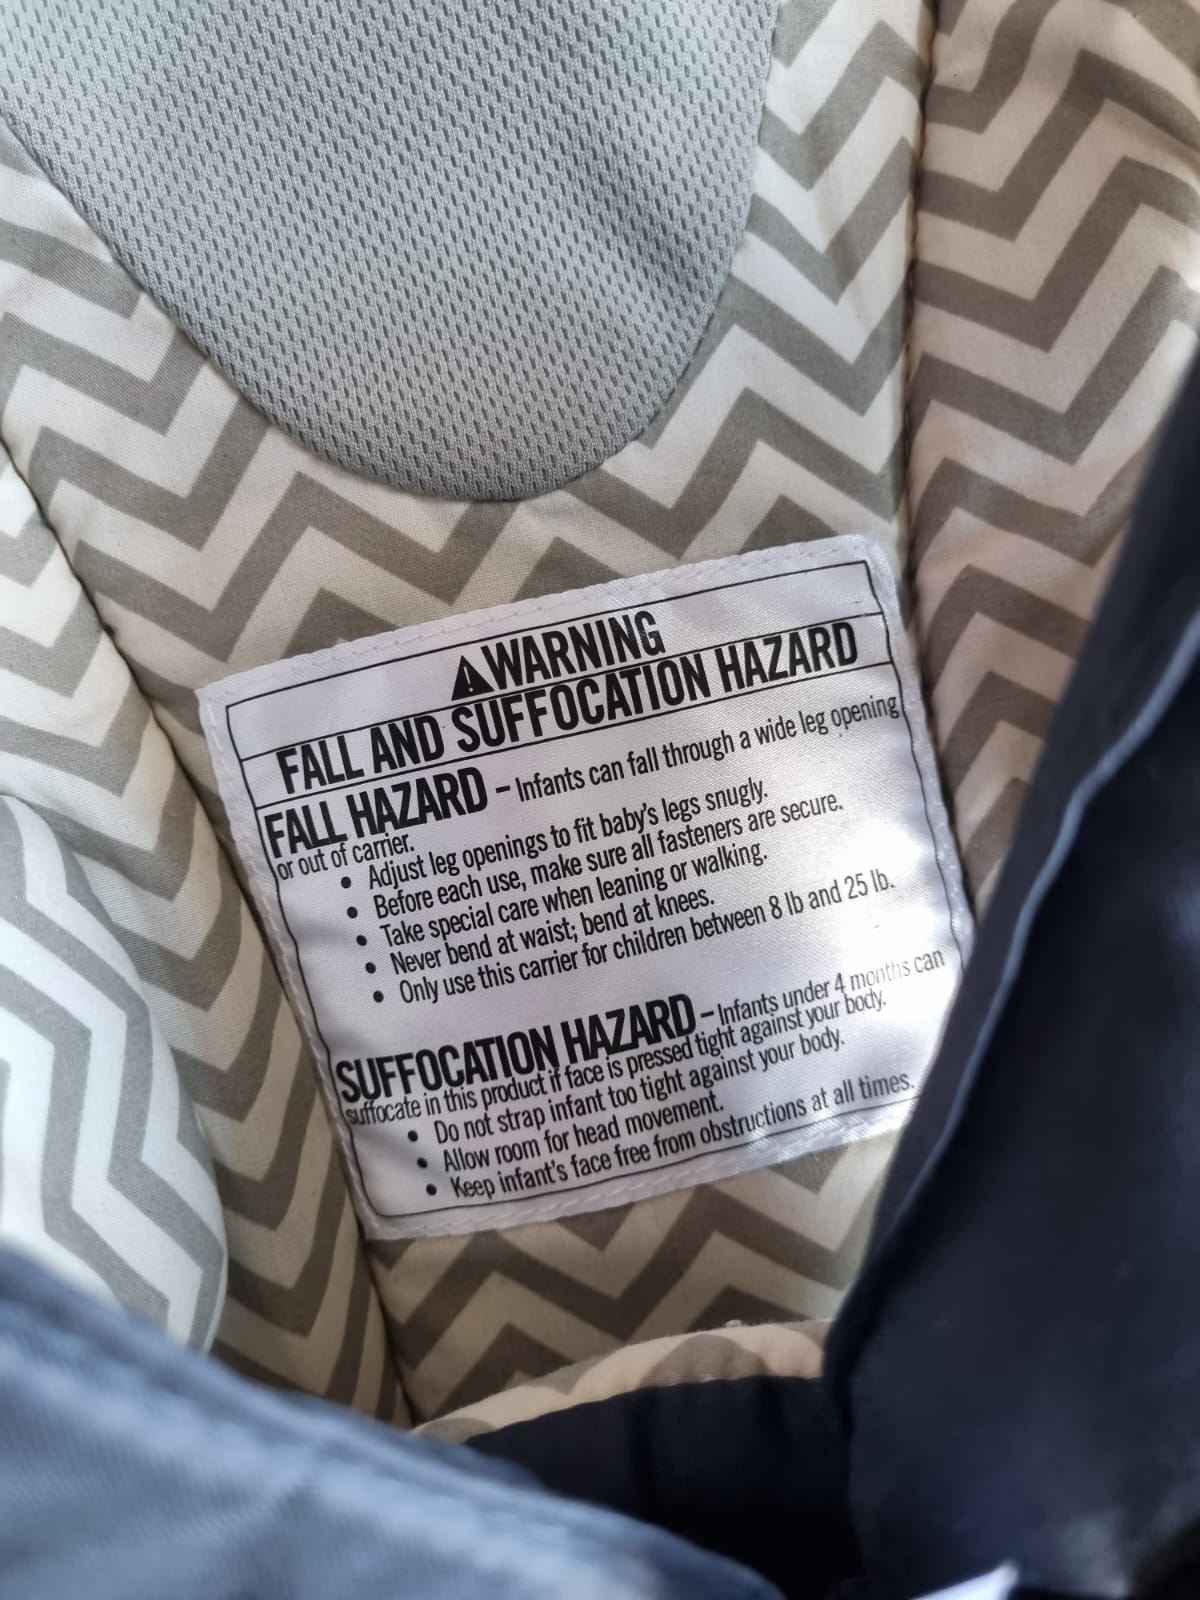 ⚠WARNING
FALL AND SUFFOCATION HAZARD
FALL HAZARD – Infants can fall through a wide leg opening
or out of carrier.
• Adjust leg openings to fit baby's legs snugly.
• Before each use, make sure all fasteners are secure.
• Take special care when leaning or walking.
• Never bend at waist; bend at knees.
• Only use this carrier for children between 8 lb and 25 lb.
SUFFOCATION HAZARD – Infants under 4 months can
suffocate in this product if face is pressed tight against your body.
• Do not strap infant too tight against your body.
• Allow room for head movement.
• Keep infant's face free from obstructions at all times.